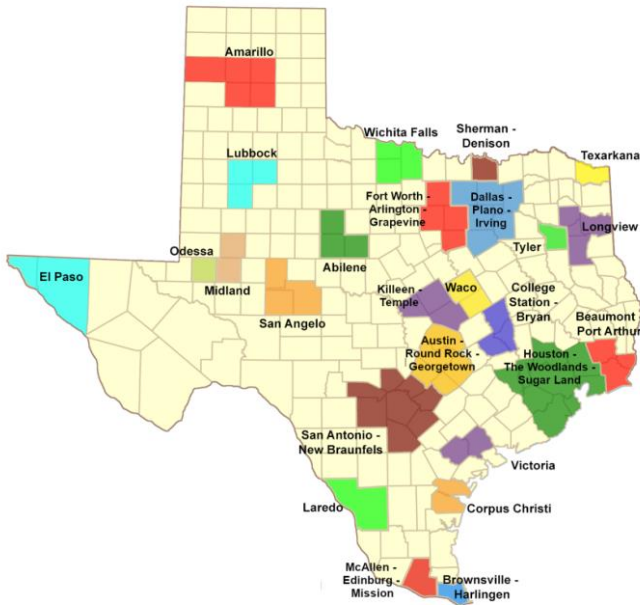 Amarillo
Wichita Falls
Sherman -
Denison
Texarkana
Lubbock
Fort Worth -
Arlington -
Grapevine
Dallas -
Plano -
Irving
Longview
Tyler
Odessa
Midland
Abilene
El Paso
Killeen -
Temple
Waco
College
Station -
Bryan
Beaumont
Port Arthur
San Angelo
Austin -
Round Rock -
Georgetown
Houston -
The Woodlands -
Sugar Land
San Antonio -
New Braunfels
Victoria
Laredo
Corpus Christi
McAllen -
Edinburg -
Mission
Brownsville -
Harlingen